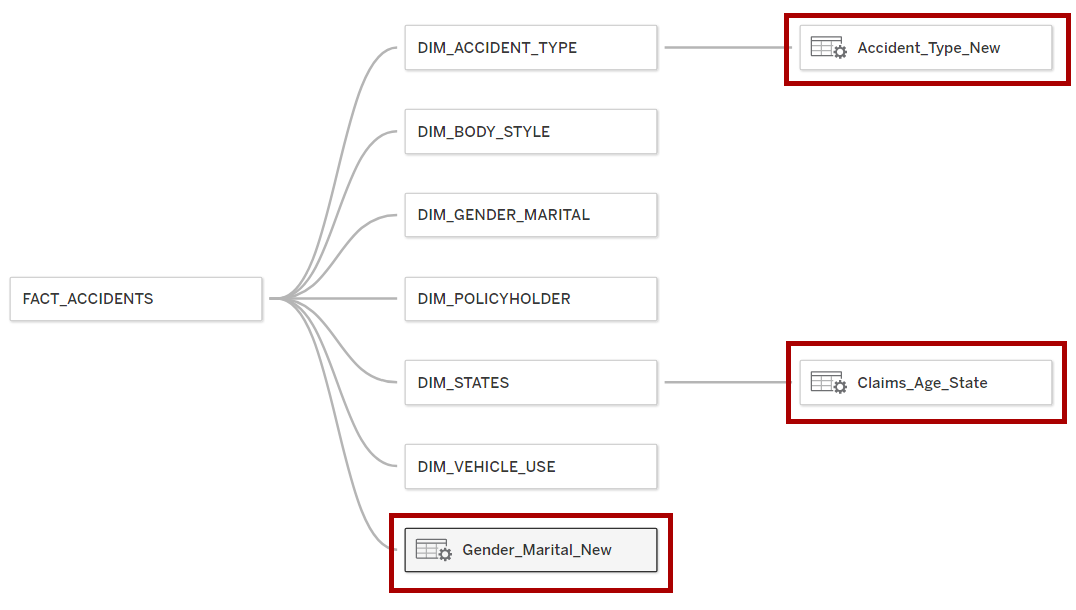 DIM_ACCIDENT_TYPE
Accident_Type_New
DIM_BODY_STYLE
DIM_GENDER_MARITAL
FACT_ACCIDENTS
DIM_POLICYHOLDER
DIM_STATES
Claims_Age_State
DIM_VEHICLE_USE
Gender_Marital_New